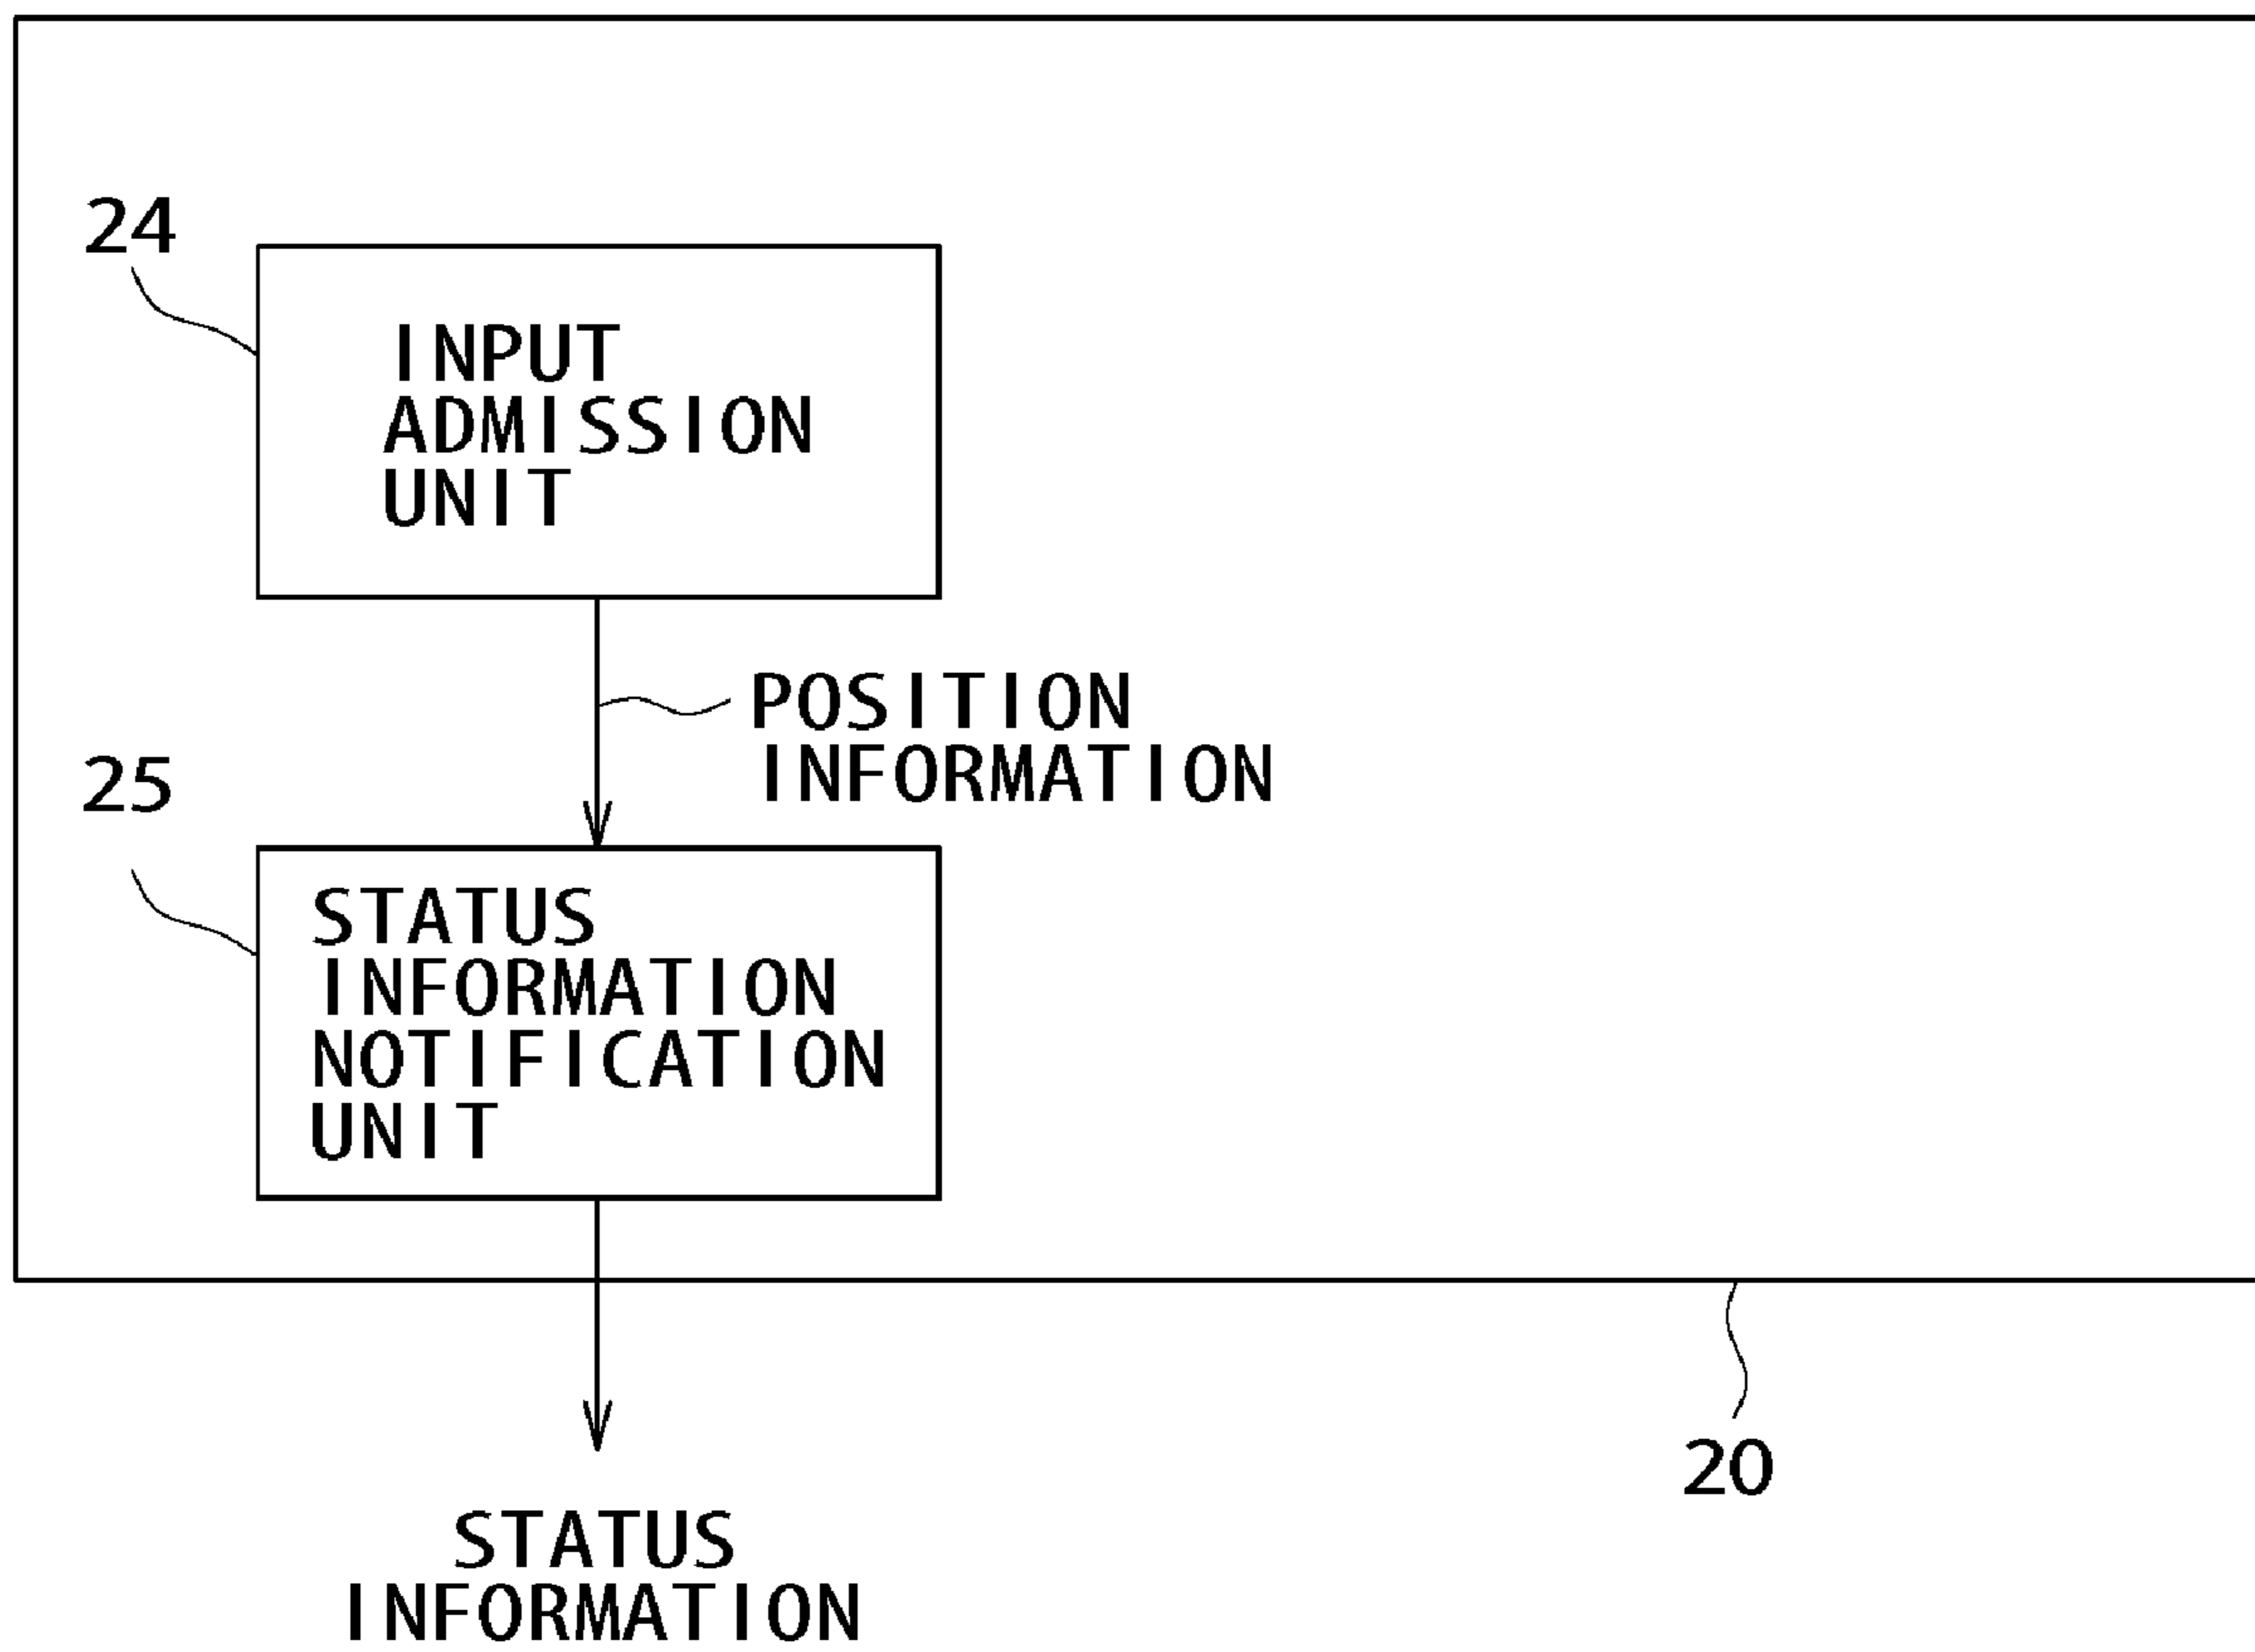 24
INPUT
ADMISSION
UNIT
POSITION
INFORMATION
25
STATUS
INFORMATION
NOTIFICATION
UNIT
20
STATUS
INFORMATION